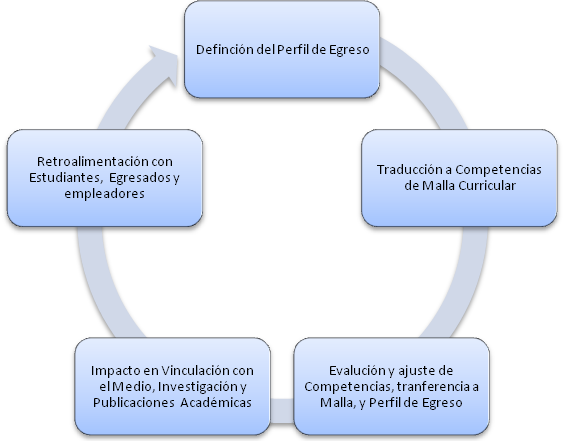 Definción del Perfil de Egreso
Traducción a Competencias
de Malla Curricular
Evalución y ajuste de
Competencias, tranferencia a
Malla, y Perfil de Egreso
Impacto en Vinculación con
el Medio, Investigación y
Publicaciones Académicas
Retroalimentación con
Estudiantes, Egresados y
empleadores